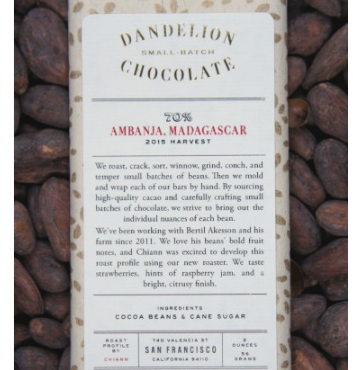 DANDELION
SMALL-BATCH
CHOCOLATE
70%
AMBANJA, MADAGASCAR
2015 HARVEST
We roast, crack, sort, winnow, grind, conch, and
temper small batches of beans. Then we mold
and wrap each of our bars by hand. By sourcing
high-quality cacao and carefully crafting small
batches of chocolate, we strive to bring out the
individual nuances of each bean.
We've been working with Bertil Akesson and his
farm since 2011. We love his beans' bold fruit
notes, and Chiann was excited to develop this
roast profile using our new roaster. We taste
strawberries, hints of raspberry jam, and a
bright, citrusy finish.
INGREDIENTS
COCOA BEANS & CANE SUGAR
ROAST
PROFILE
BY
CHIANN
740 VALENCIA ST
SAN FRANCISCO
CALIFORNIA 94110
2
OUNCES
56
GRAMS